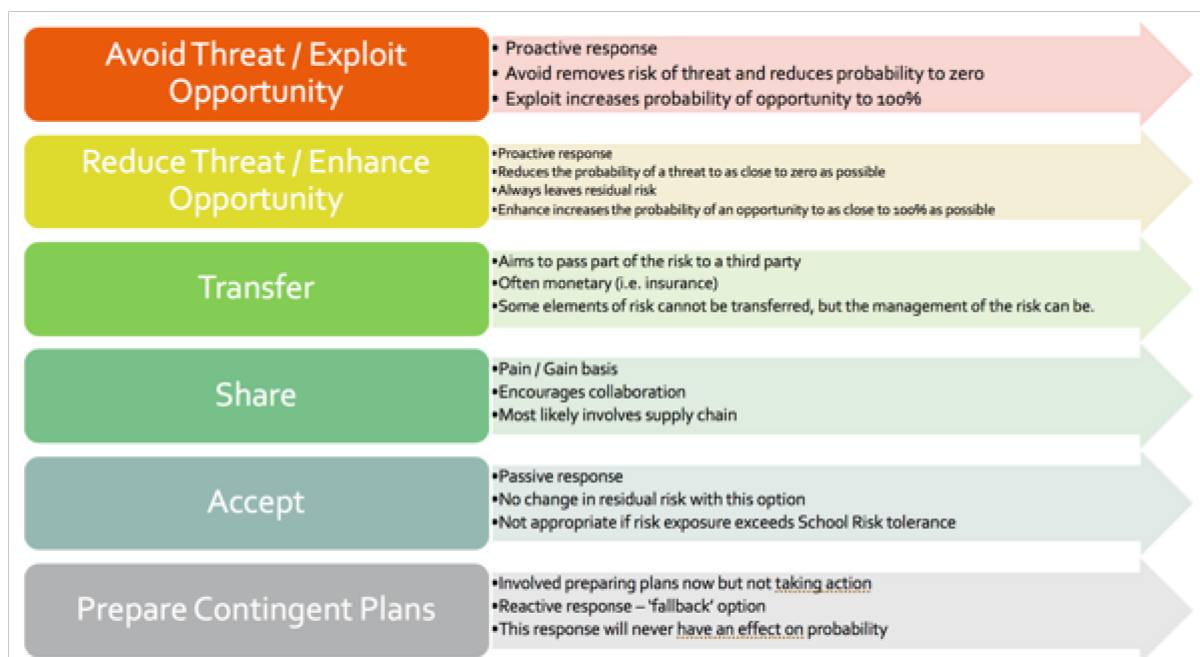 Avoid Threat / Exploit
Opportunity
• Proactive response
• Avoid removes risk of threat and reduces probability to zero
• Exploit increases probability of opportunity to 100%
Reduce Threat / Enhance
Opportunity
•Proactive response
•Reduces the probability of a threat to as close to zero as possible
•Always leaves residual risk
•Enhance increases the probability of an opportunity to as close to 100% as possible
Transfer
•Aims to pass part of the risk to a third party
•Often monetary (i.e. insurance)
•Some elements of risk cannot be transferred, but the management of the risk can be.
Share
•Pain / Gain basis
•Encourages collaboration
•Most likely involves supply chain
Accept
•Passive response
•No change in residual risk with this option
•Not appropriate if risk exposure exceeds School Risk tolerance
Prepare Contingent Plans
•Involved preparing plans now but not taking action
•Reactive response – 'fallback' option
•This response will never have an effect on probability